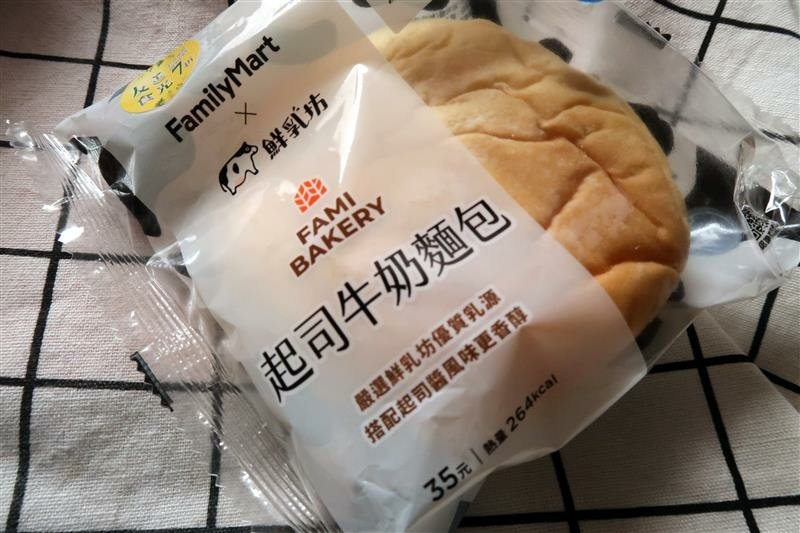 FamilyMart
×
鮮乳坊
FAMI
BAKERY
起司牛奶麵包
嚴選鮮乳坊優質乳源
搭配起司醬風味更香醇
35元 | 熱量 264kcal